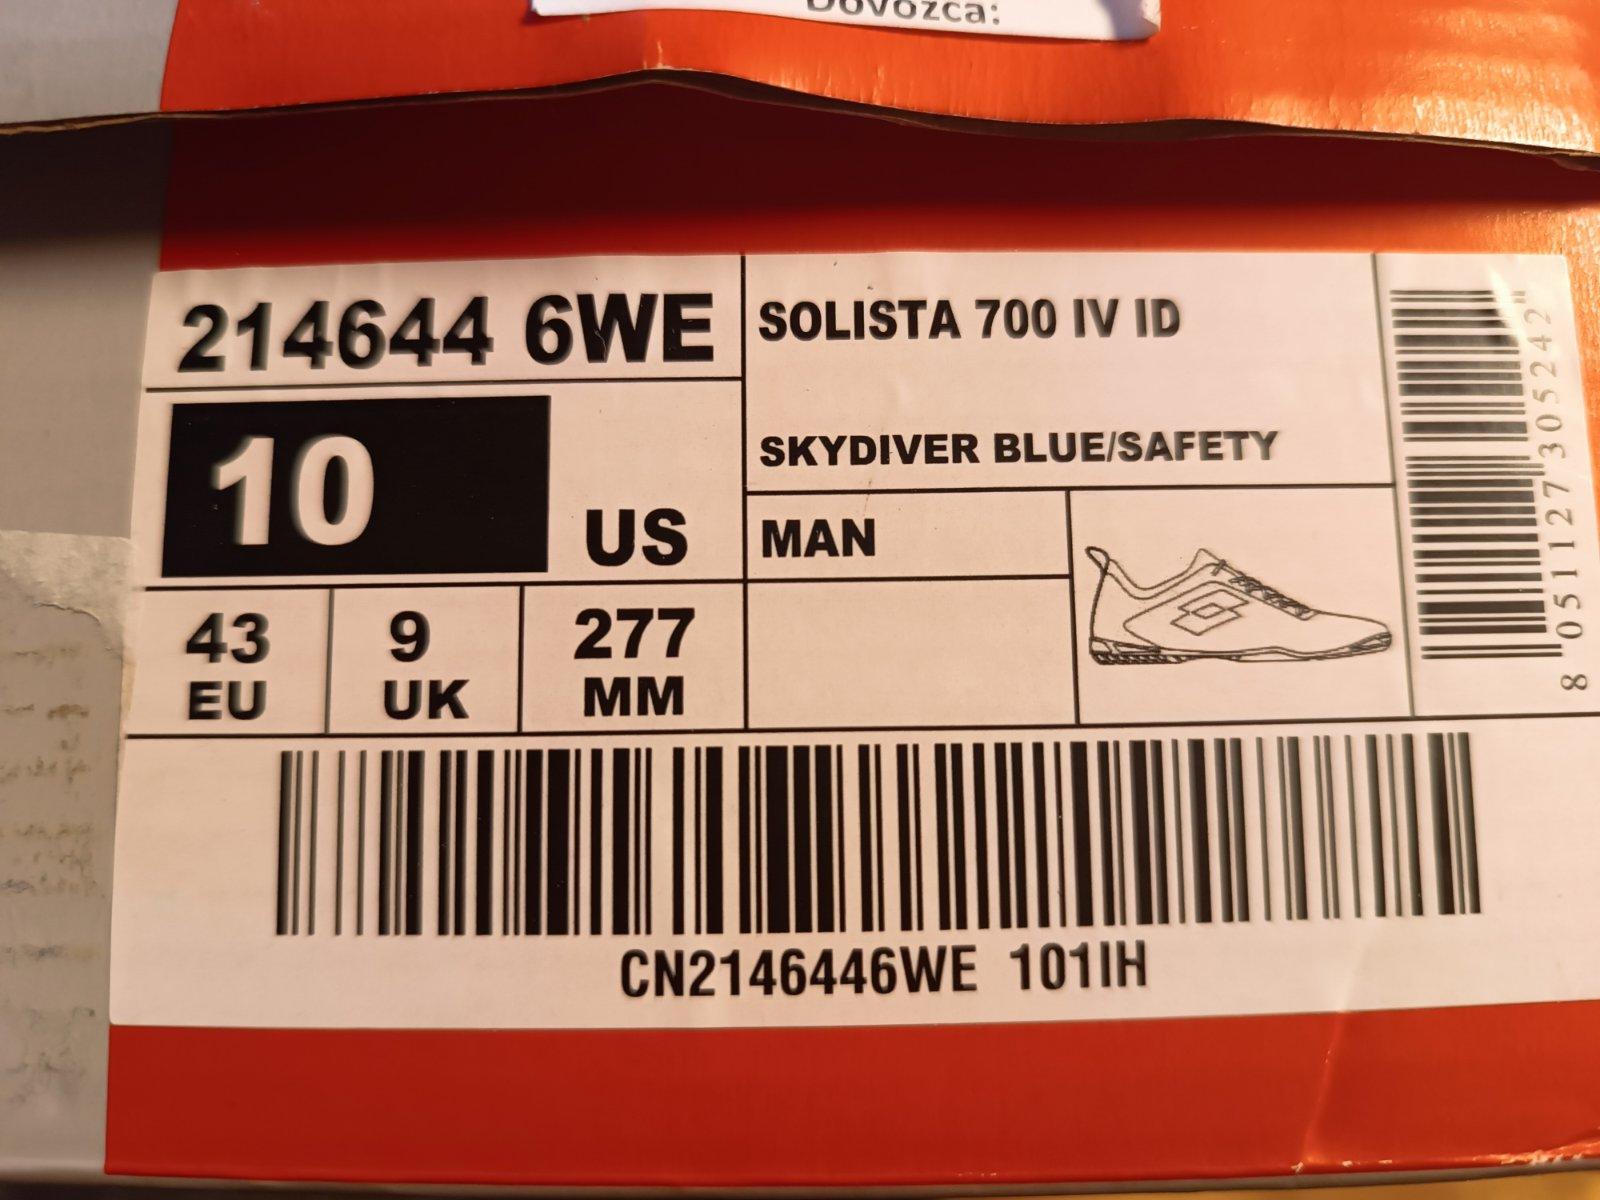 Dovozca:
214644 6WE
SOLISTA 700 IV ID
SKYDIVER BLUE/SAFETY
10 US
MAN
43 EU
9 UK
277 MM
8 051127 305242
CN2146446WE 101IH